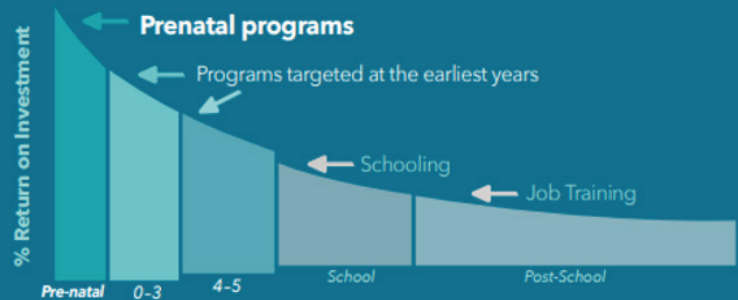 % Return on Investment
Prenatal programs
Programs targeted at the earliest years
Schooling
Job Training
Pre-natal
0-3
4-5
School
Post-School